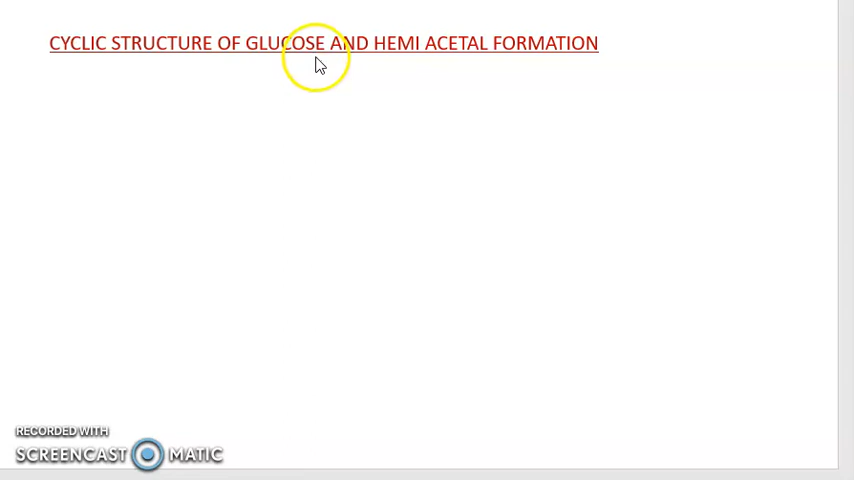 CYCLIC STRUCTURE OF GLUCOSE AND HEMI ACETAL FORMATION
RECORDED WITH
SCREENCAST MATIC